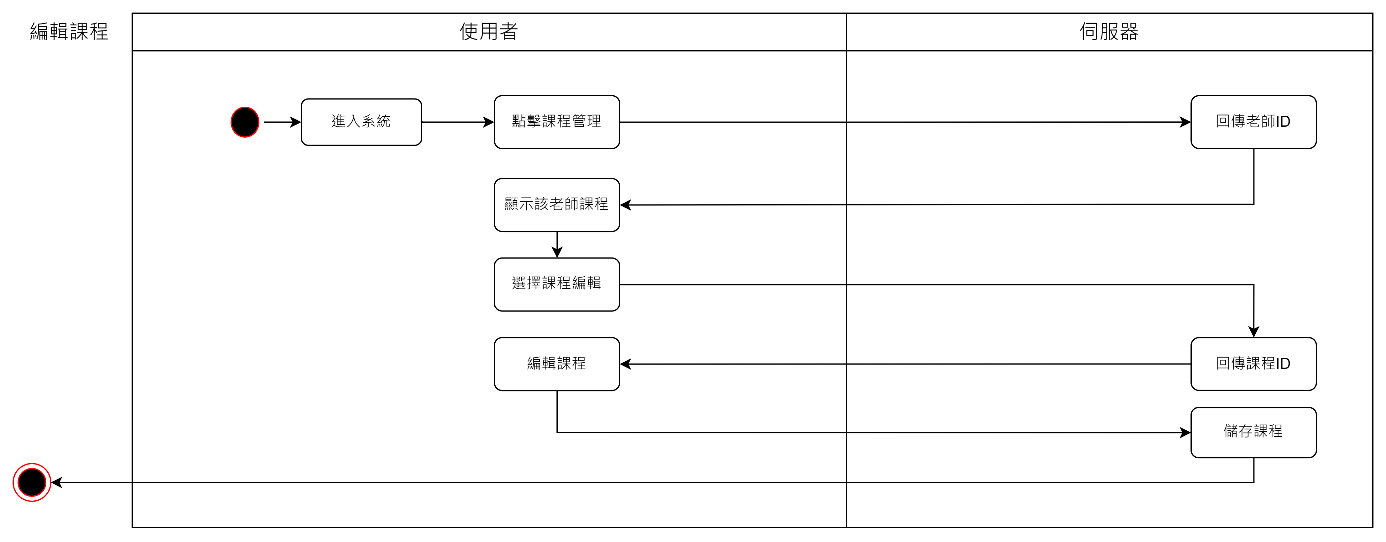 編輯課程
使用者
伺服器
進入系統
點擊課程管理
回傳老師ID
顯示該老師課程
選擇課程編輯
編輯課程
回傳課程ID
儲存課程